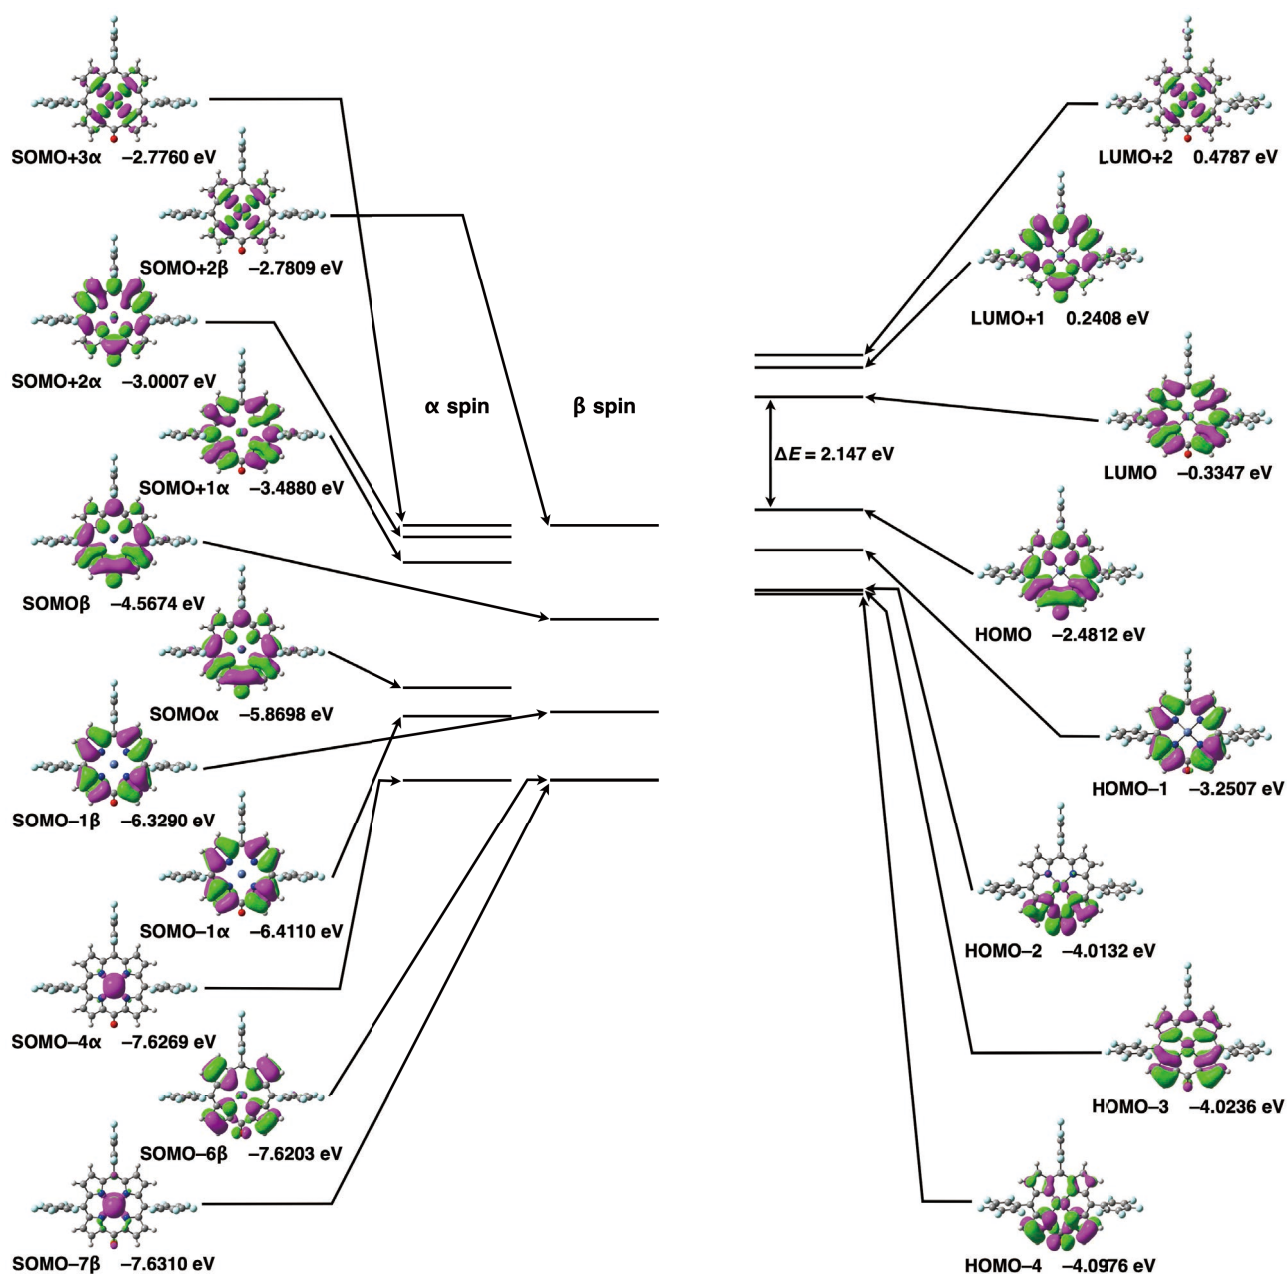 SOMO+3α –2.7760 eV
SOMO+2β –2.7809 eV
SOMO+2α –3.0007 eV
SOMO+1α –3.4880 eV
SOMOβ –4.5674 eV
SOMOα –5.8698 eV
SOMO–1β –6.3290 eV
SOMO–1α –6.4110 eV
SOMO–4α –7.6269 eV
SOMO–6β –7.6203 eV
SOMO–7β –7.6310 eV
α spin
β spin
LUMO+2 0.4787 eV
LUMO+1 0.2408 eV
ΔE = 2.147 eV
LUMO –0.3347 eV
HOMO –2.4812 eV
HOMO–1 –3.2507 eV
HOMO–2 –4.0132 eV
HOMO–3 –4.0236 eV
HOMO–4 –4.0976 eV